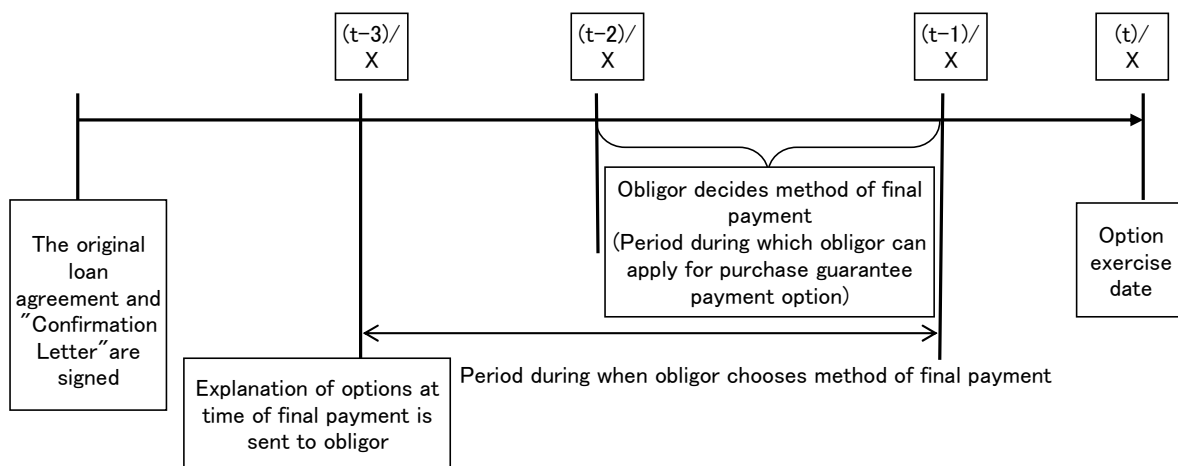 (t-3)/
X
(t-2)/
X
(t-1)/
X
(t)/
X
The original
loan
agreement and
"Confirmation
Letter"are
signed
Explanation of options at
time of final payment is
sent to obligor
Obligor decides method of final
payment
(Period during which obligor can
apply for purchase guarantee
payment option)
Period during when obligor chooses method of final payment
Option
exercise
date